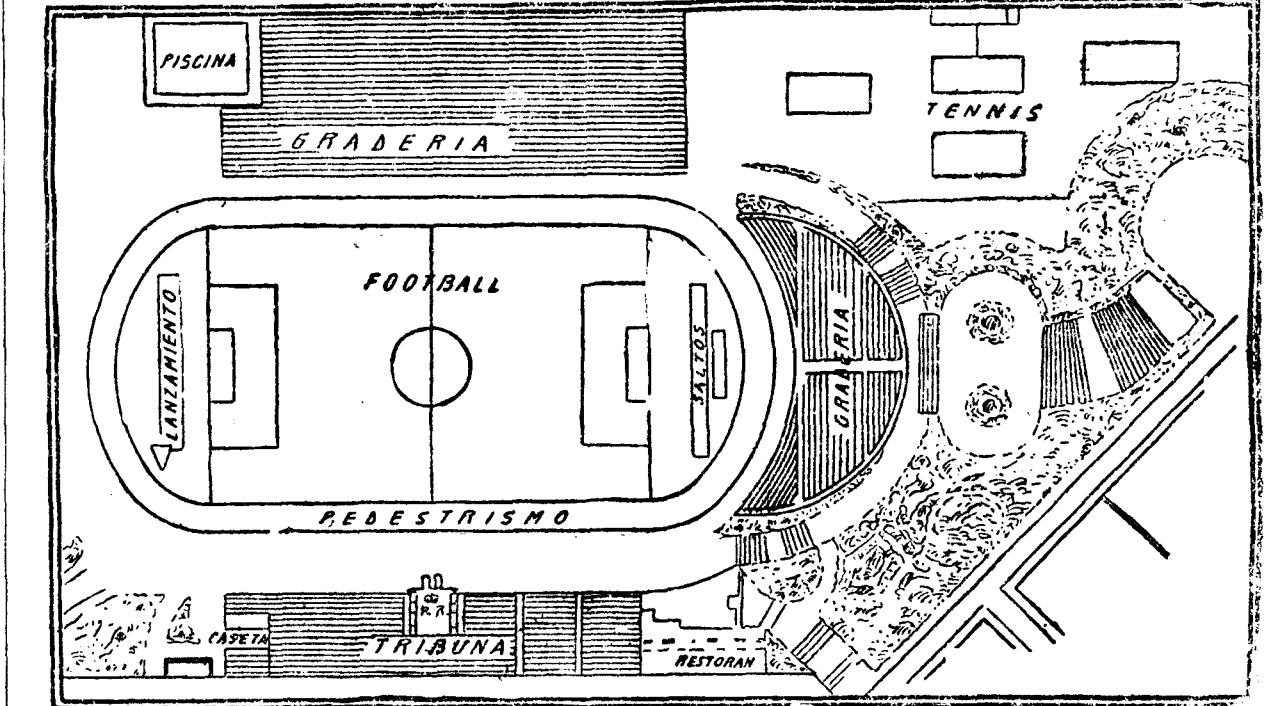 PISCINA
GRADERIA
TENNIS
FOOTBALL
LANZAMIENTO
SALTOS
GRADERIA
PEDESTRISMO
CASETA
TRIBUNA
RESTORAN